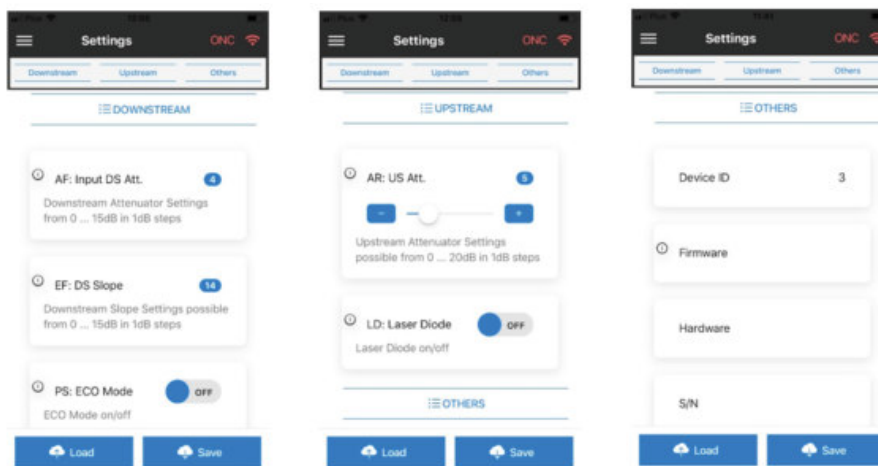 Settings ONC
Downstream Upstream Others
DOWNSTREAM
AF: Input DS Att. 4
Downstream Attenuator Settings
from 0 ... 15dB in 1dB steps
EF: DS Slope 14
Downstream Slope Settings possible
from 0 ... 15dB in 1dB steps
PS: ECO Mode OFF
ECO Mode on/off
Load Save
Settings ONC
Downstream Upstream Others
UPSTREAM
AR: US Att. 5
- +
Upstream Attenuator Settings
possible from 0 ... 20dB in 1dB steps
LD: Laser Diode OFF
Laser Diode on/off
OTHERS
Load Save
Settings ONC
Downstream Upstream Others
OTHERS
Device ID 3
Firmware
Hardware
S/N
Load Save